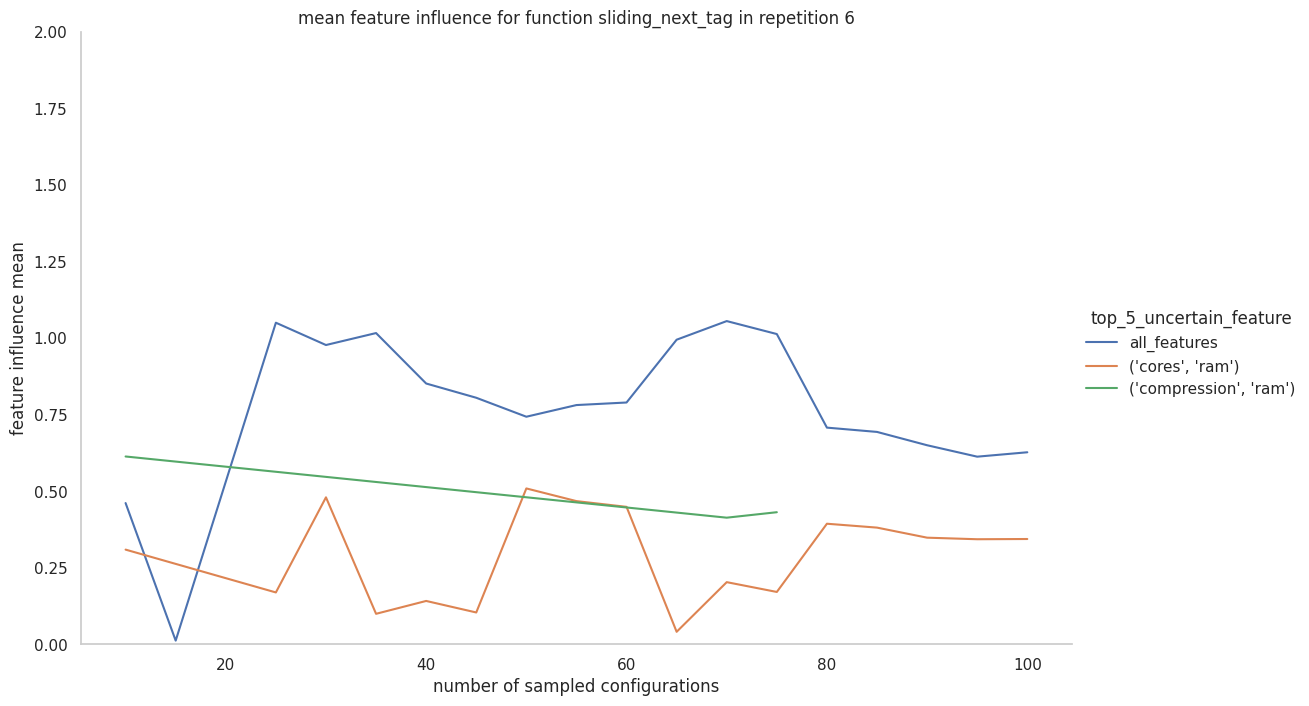 mean feature influence for function sliding_next_tag in repetition 6
2.00
1.75
1.50
1.25
1.00
0.75
0.50
0.25
0.00
feature influence mean
20 40 60 80 100
number of sampled configurations
top_5_uncertain_feature
all_features
('cores', 'ram')
('compression', 'ram')